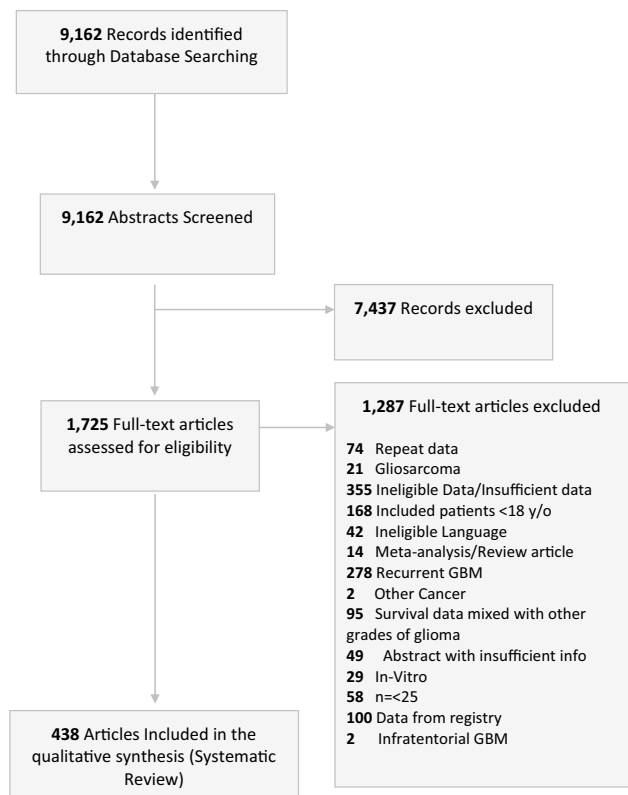 9,162 Records identified
through Database Searching
9,162 Abstracts Screened
7,437 Records excluded
1,725 Full-text articles
assessed for eligibility
1,287 Full-text articles excluded
74 Repeat data
21 Gliosarcoma
355 Ineligible Data/Insufficient data
168 Included patients <18 y/o
42 Ineligible Language
14 Meta-analysis/Review article
278 Recurrent GBM
2 Other Cancer
95 Survival data mixed with other
grades of glioma
49 Abstract with insufficient info
29 In-Vitro
58 n=<25
100 Data from registry
2 Infratentorial GBM
438 Articles Included in the
qualitative synthesis (Systematic
Review)